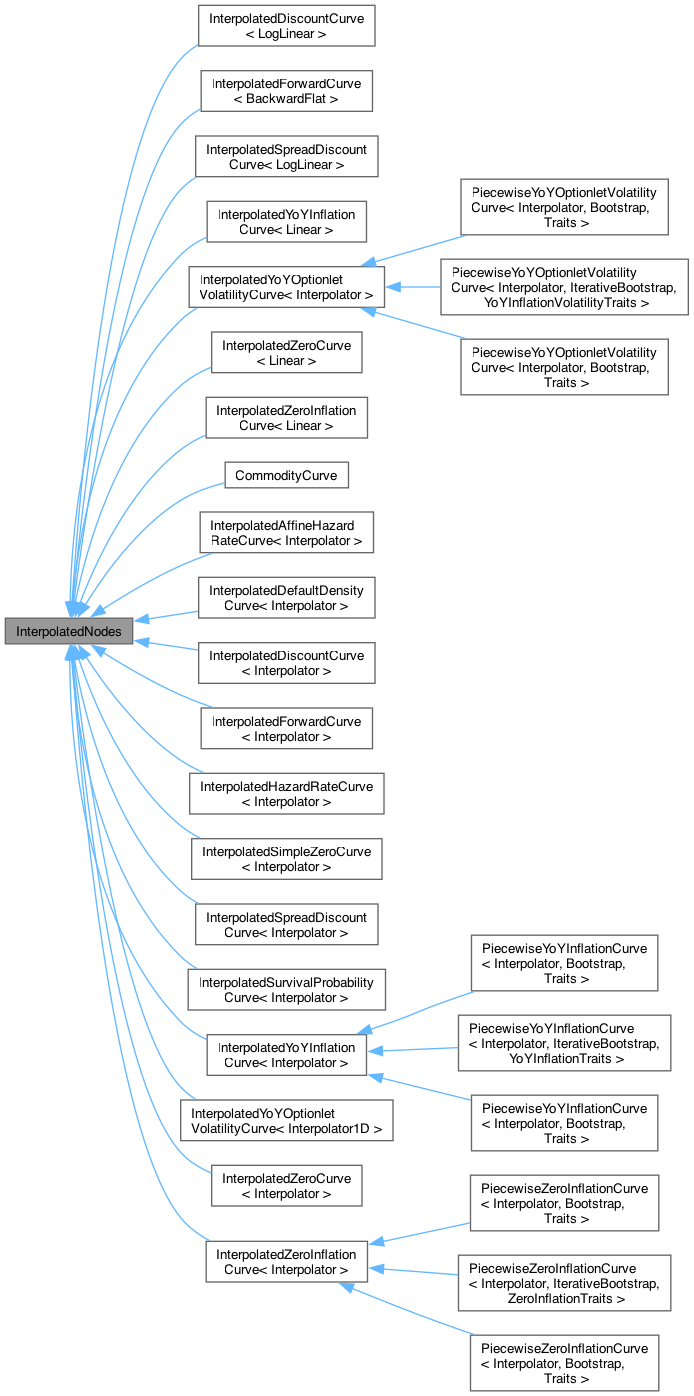 InterpolatedDiscountCurve
< LogLinear >
InterpolatedForwardCurve
< BackwardFlat >
InterpolatedSpreadDiscount
Curve< LogLinear >
InterpolatedYoYInflation
Curve< Linear >
InterpolatedYoYOptionlet
VolatilityCurve< Interpolator >
PiecewiseYoYOptionletVolatility
Curve< Interpolator, Bootstrap,
Traits >
PiecewiseYoYOptionletVolatility
Curve< Interpolator, IterativeBootstrap,
YoYInflationVolatilityTraits >
PiecewiseYoYOptionletVolatility
Curve< Interpolator, Bootstrap,
Traits >
InterpolatedZeroCurve
< Linear >
InterpolatedZeroInflation
Curve< Linear >
CommodityCurve
InterpolatedAffineHazard
RateCurve< Interpolator >
InterpolatedDefaultDensity
Curve< Interpolator >
InterpolatedNodes
InterpolatedDiscountCurve
< Interpolator >
InterpolatedForwardCurve
< Interpolator >
InterpolatedHazardRateCurve
< Interpolator >
InterpolatedSimpleZeroCurve
< Interpolator >
InterpolatedSpreadDiscount
Curve< Interpolator >
InterpolatedSurvivalProbability
Curve< Interpolator >
InterpolatedYoYInflation
Curve< Interpolator >
PiecewiseYoYInflationCurve
< Interpolator, Bootstrap,
Traits >
PiecewiseYoYInflationCurve
< Interpolator, IterativeBootstrap,
YoYInflationTraits >
PiecewiseYoYInflationCurve
< Interpolator, Bootstrap,
Traits >
InterpolatedYoYOptionlet
VolatilityCurve< Interpolator1D >
InterpolatedZeroCurve
< Interpolator >
InterpolatedZeroInflation
Curve< Interpolator >
PiecewiseZeroInflationCurve
< Interpolator, Bootstrap,
Traits >
PiecewiseZeroInflationCurve
< Interpolator, IterativeBootstrap,
ZeroInflationTraits >
PiecewiseZeroInflationCurve
< Interpolator, Bootstrap,
Traits >